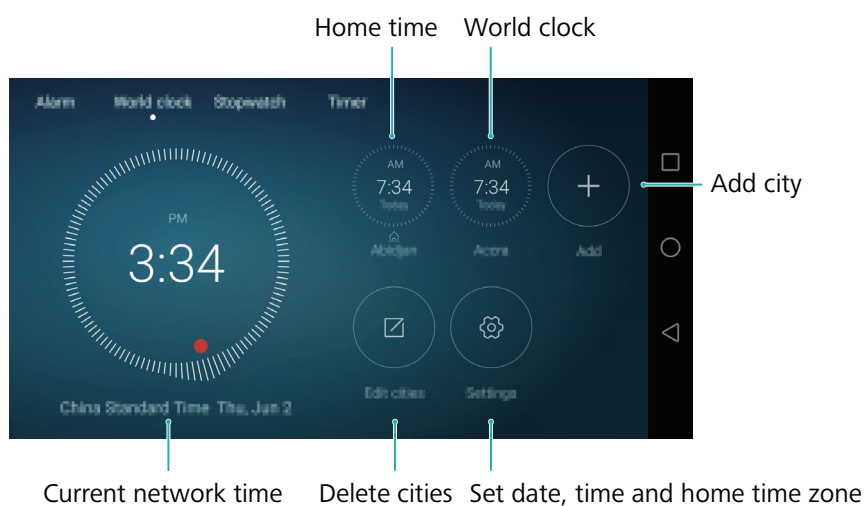 Home time World clock
Alarm World clock Stopwatch Timer
AM AM
7:34 7:34
Today Today
Add city
PM
3:34
Abidjan Accra Add
Edit cities Settings
China Standard Time Thu, Jun 2
Current network time Delete cities Set date, time and home time zone